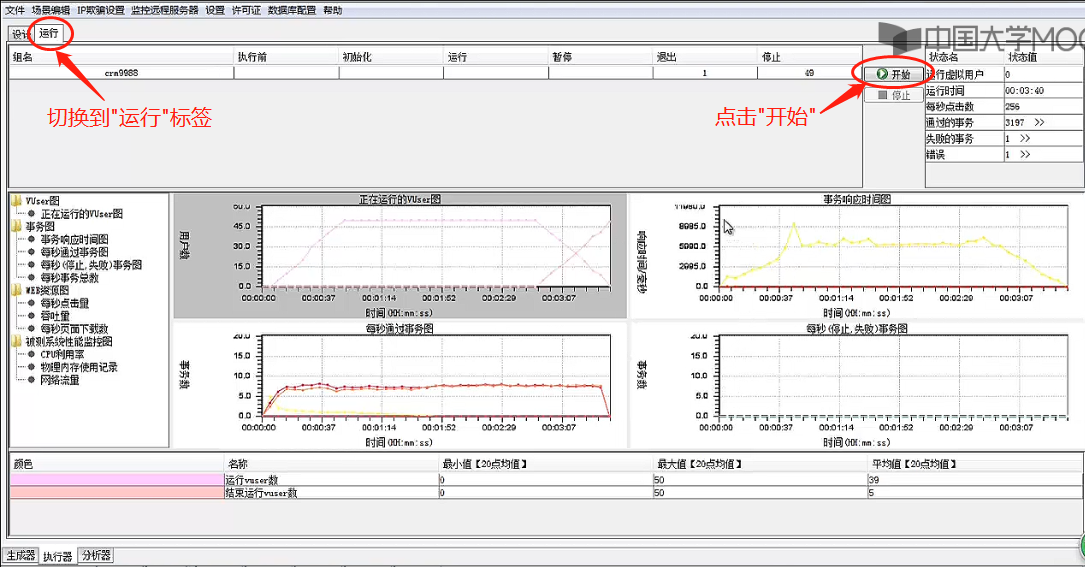 文件 场景编辑 IP欺骗设置 监控远程服务器 设置 许可证 数据库配置 帮助
设计 运行
中国大学MOO
组名 执行前 初始化 运行 暂停 退出 停止
crm9988 1 49
切换到"运行"标签
点击"开始"
开始
停止
状态名 状态值
运行虚拟用户 0
运行时间 00:03:40
每秒点击数 256
通过的事务 3197 >>
失败的事务 1 >>
错误 1 >>
VUser图
正在运行的VUser图
事务图
事务响应时间图
每秒通过事务图
每秒(停止,失败)事务图
每秒事务总数
WEB资源图
每秒点击量
吞吐量
每秒页面下载数
被测系统性能监控图
CPU利用率
物理内存使用记录
网络流量
正在运行的VUser图
用户数
60.0
45.0
30.0
15.0
0.0
00:00:00 00:00:37 00:01:14 00:01:52 00:02:29 00:03:07
时间(HH:mm:ss)
事务响应时间图
响应时间/毫秒
11980.0
8985.0
5990.0
2995.0
0.0
00:00:00 00:00:37 00:01:14 00:01:52 00:02:29 00:03:07
时间(HH:mm:ss)
每秒通过事务图
事务数
20.0
15.0
10.0
5.0
0.0
00:00:00 00:00:37 00:01:14 00:01:52 00:02:29 00:03:07
时间(HH:mm:ss)
每秒(停止,失败)事务图
事务数
20.0
15.0
10.0
5.0
0.0
00:00:00 00:00:37 00:01:14 00:01:52 00:02:29 00:03:07
时间(HH:mm:ss)
颜色 名称 最小值【20点均值】 最大值【20点均值】 平均值【20点均值】
运行vuser数 0 50 39
结束运行vuser数 0 50 5
生成器 执行器 分析器